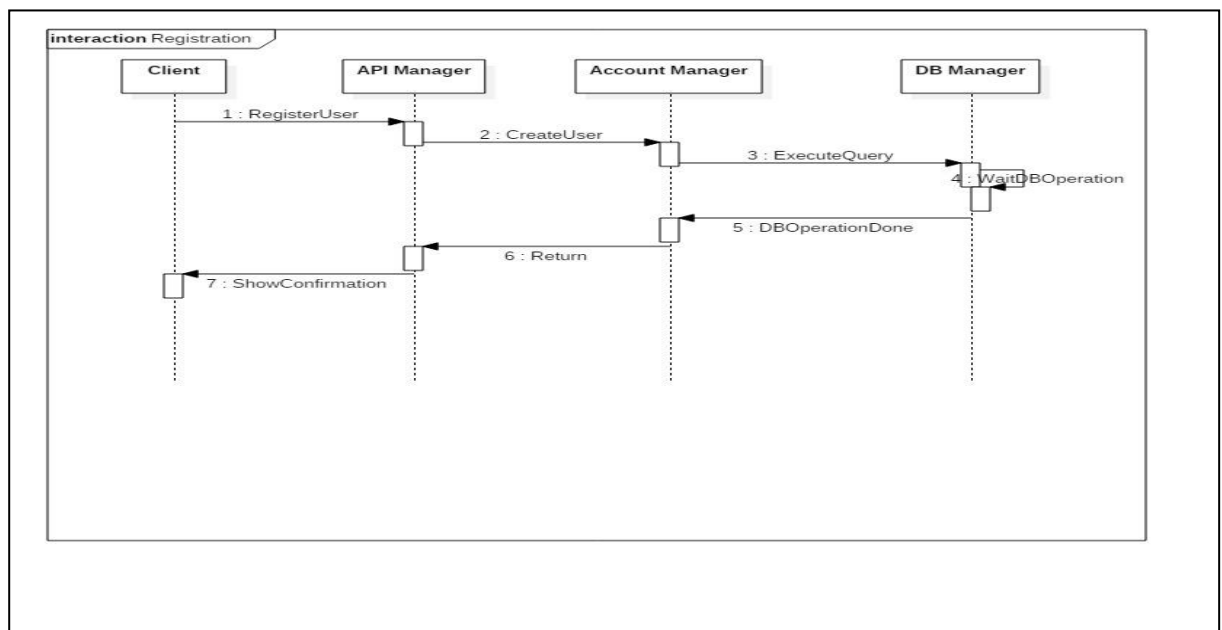 interaction Registration
Client
API Manager
Account Manager
DB Manager
1 : RegisterUser
2 : CreateUser
3 : ExecuteQuery
4 : WaitDBOperation
5 : DBOperationDone
6 : Return
7 : ShowConfirmation